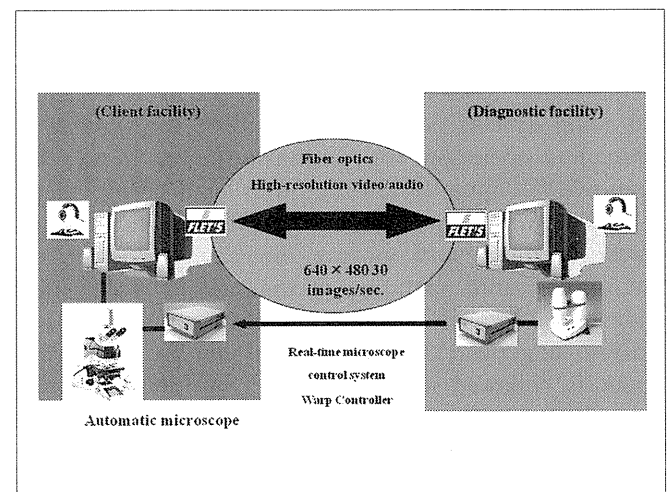 (Client facility)
(Diagnostic facility)
Fiber optics
High-resolution video/audio
FLET'S
FLET'S
640 × 480 30
images/sec.
Real-time microscope
control system
Warp Controller
Automatic microscope